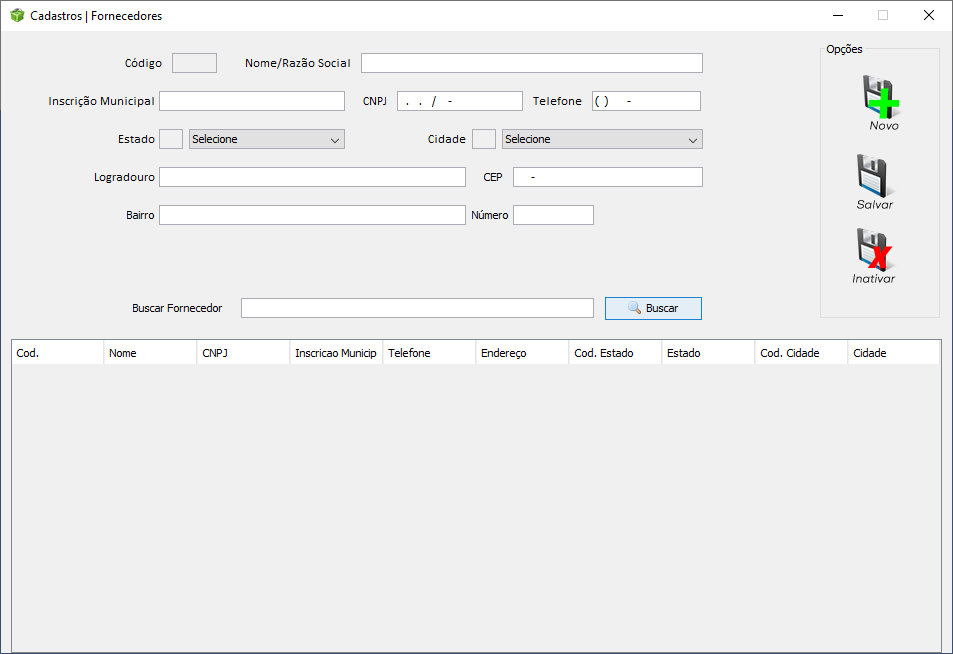 Cadastros | Fornecedores
Opções
Código
Nome/Razão Social
Inscrição Municipal
CNPJ . . / -
Telefone ( ) -
Novo
Estado Selecione
Cidade Selecione
Logradouro
CEP -
Salvar
Bairro
Número
Inativar
Buscar Fornecedor
Buscar
Cod. Nome CNPJ Inscricao Municip Telefone Endereço Cod. Estado Estado Cod. Cidade Cidade